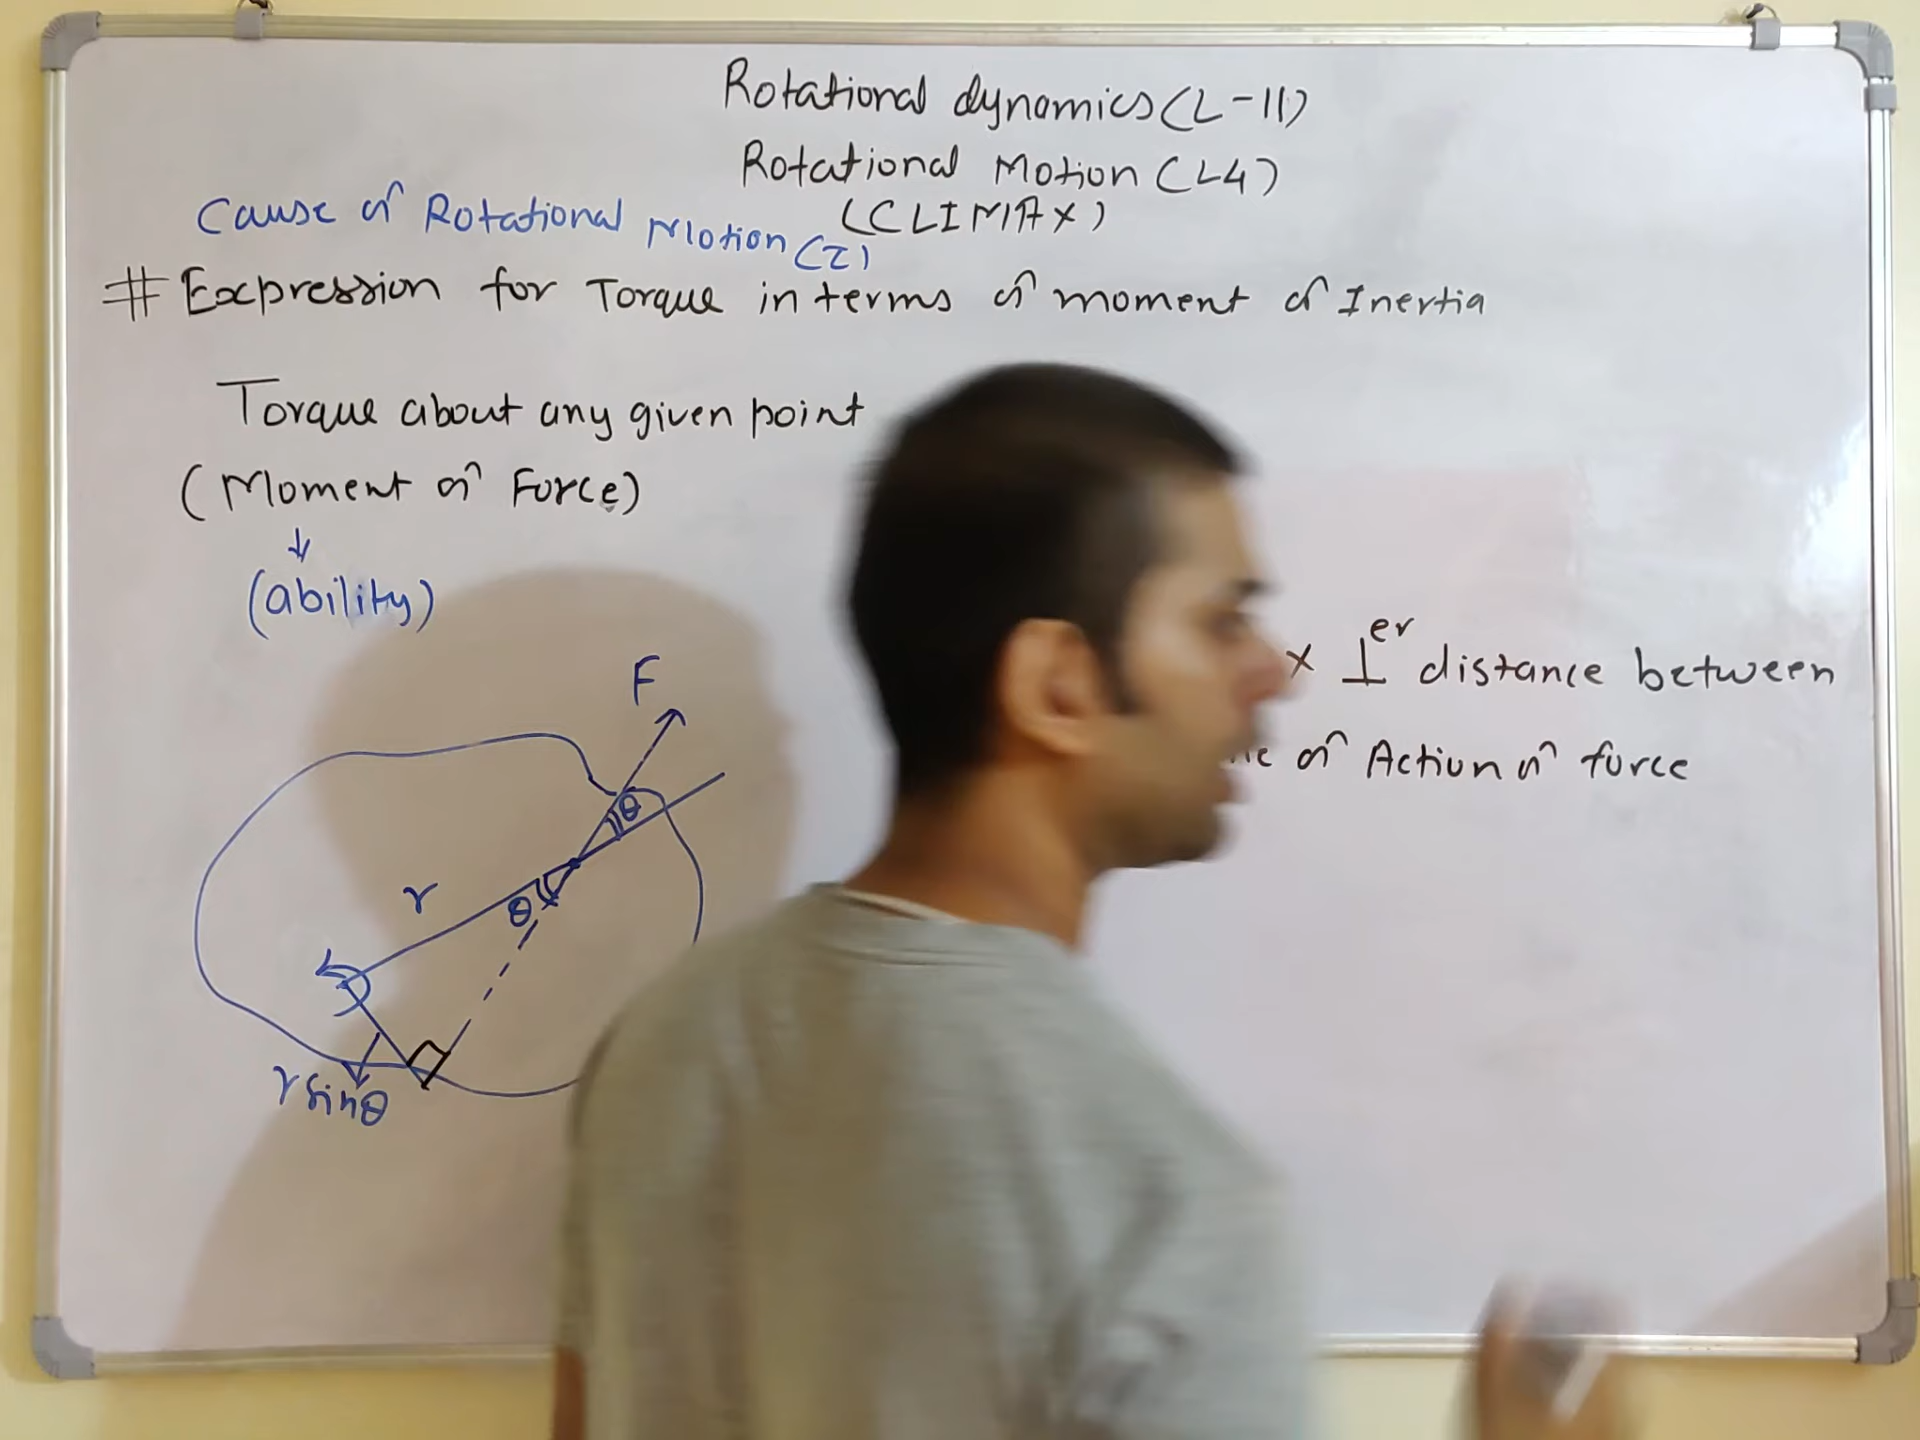 Rotational dynamics (L-11)
Rotational Motion (L4)
(CLIMAX)
Cause of Rotational Motion (τ)
# Expression for Torque in terms of moment of Inertia
Torque about any given point
(Moment of Force)
↓
(ability)
F
× ⊥er distance between
of Action of force
θ
r
θ
r sinθ